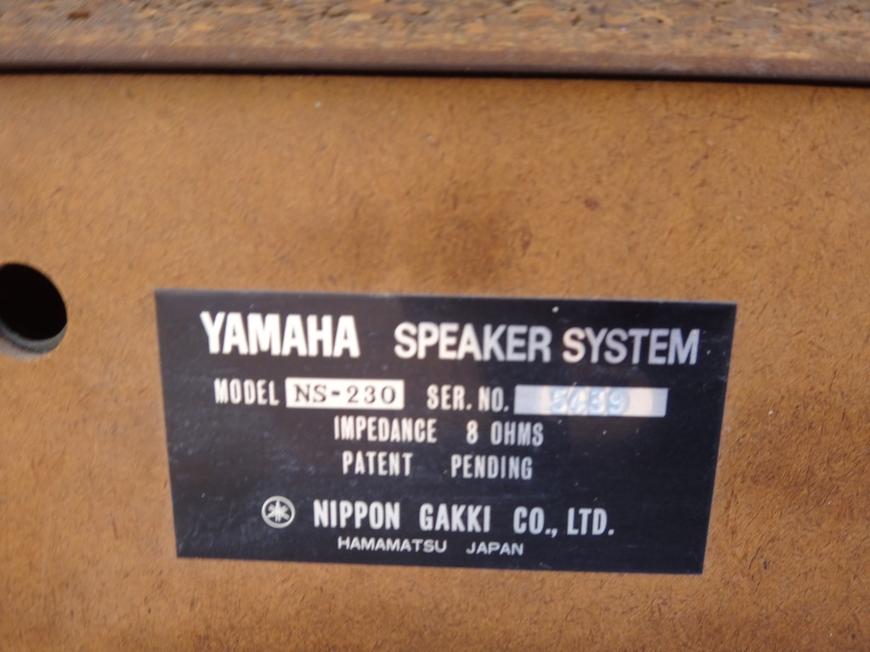 YAMAHA SPEAKER SYSTEM
MODEL NS-230 SER. NO.
IMPEDANCE 8 OHMS
PATENT PENDING
NIPPON GAKKI CO., LTD.
HAMAMATSU JAPAN